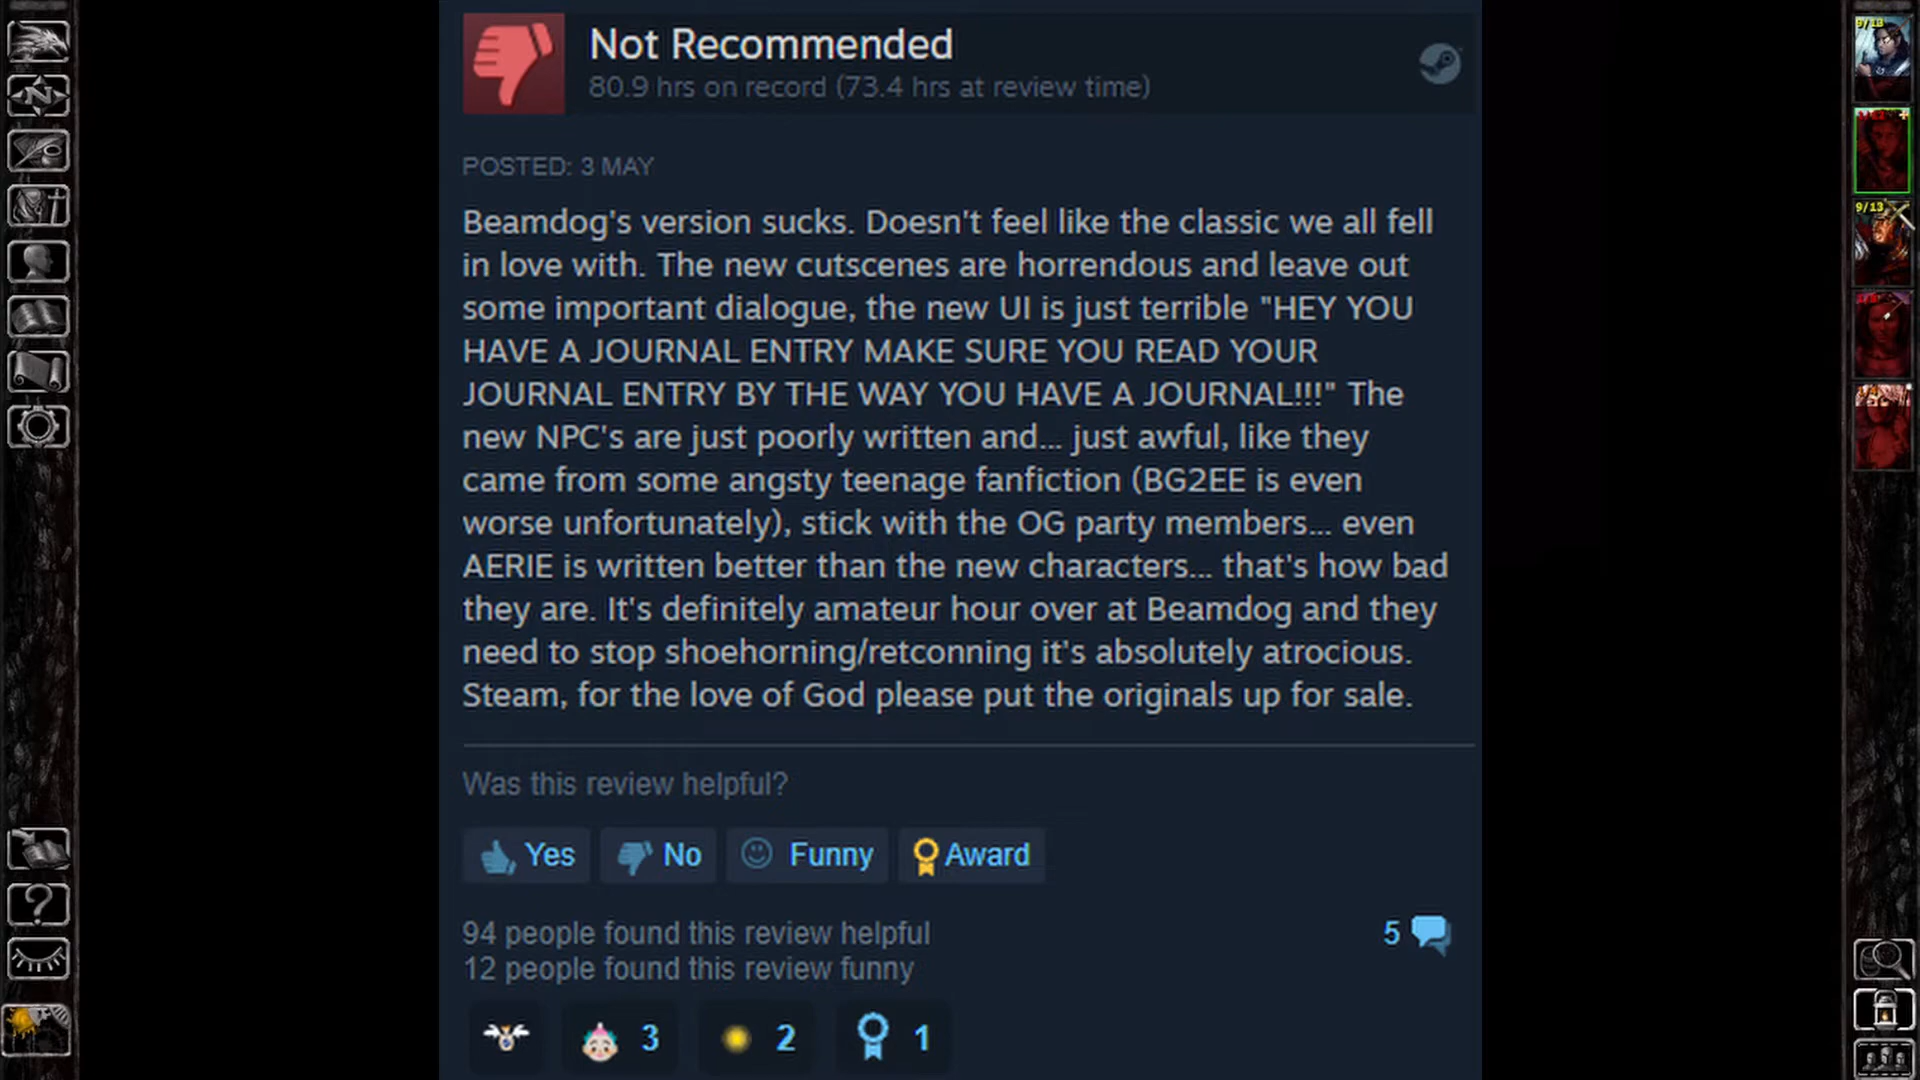 Not Recommended
80.9 hrs on record (73.4 hrs at review time)
POSTED: 3 MAY
Beamdog's version sucks. Doesn't feel like the classic we all fell
in love with. The new cutscenes are horrendous and leave out
some important dialogue, the new UI is just terrible "HEY YOU
HAVE A JOURNAL ENTRY MAKE SURE YOU READ YOUR
JOURNAL ENTRY BY THE WAY YOU HAVE A JOURNAL!!!" The
new NPC's are just poorly written and... just awful, like they
came from some angsty teenage fanfiction (BG2EE is even
worse unfortunately), stick with the OG party members... even
AERIE is written better than the new characters... that's how bad
they are. It's definitely amateur hour over at Beamdog and they
need to stop shoehorning/retconning it's absolutely atrocious.
Steam, for the love of God please put the originals up for sale.
Was this review helpful?
Yes No Funny Award
94 people found this review helpful
5
12 people found this review funny
3 2 1
9/13
9/13
N
?